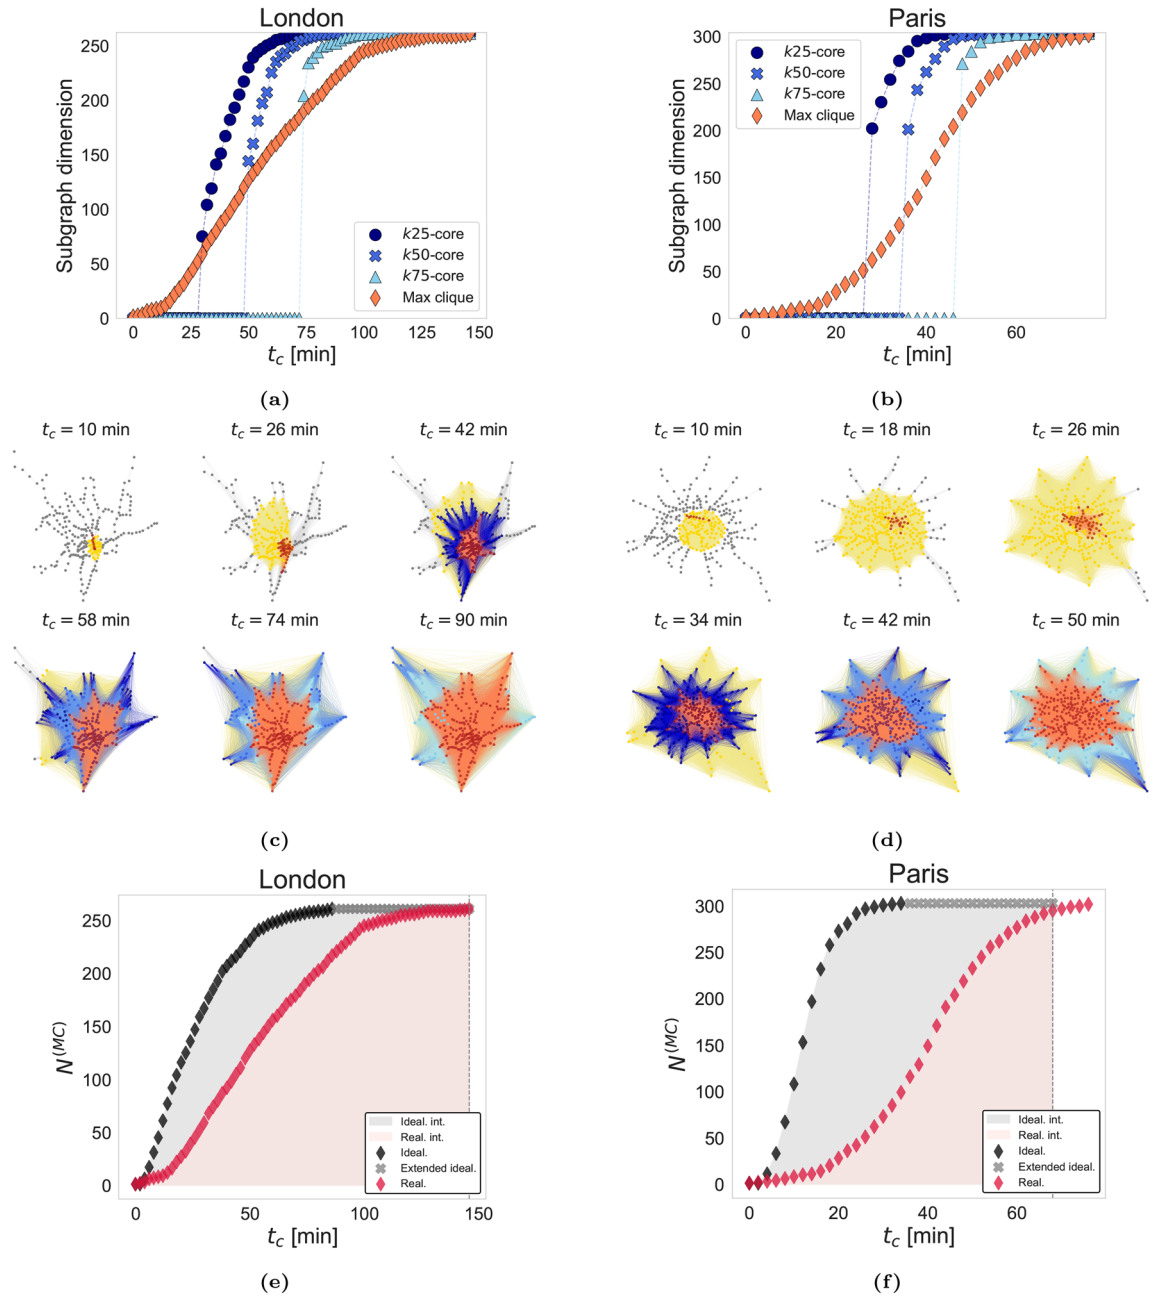 London
Subgraph dimension
250
200
150
100
50
0
k25-core
k50-core
k75-core
Max clique
0 25 50 75 100 125 150
t_c [min]
(a)
Paris
Subgraph dimension
300
250
200
150
100
50
0
k25-core
k50-core
k75-core
Max clique
0 20 40 60
t_c [min]
(b)
t_c = 10 min t_c = 26 min t_c = 42 min
t_c = 58 min t_c = 74 min t_c = 90 min
(c)
t_c = 10 min t_c = 18 min t_c = 26 min
t_c = 34 min t_c = 42 min t_c = 50 min
(d)
London
N^(MC)
250
200
150
100
50
0
Ideal. int.
Real. int.
Ideal.
Extended ideal.
Real.
0 50 100 150
t_c [min]
(e)
Paris
N^(MC)
300
250
200
150
100
50
0
Ideal. int.
Real. int.
Ideal.
Extended ideal.
Real.
0 20 40 60
t_c [min]
(f)